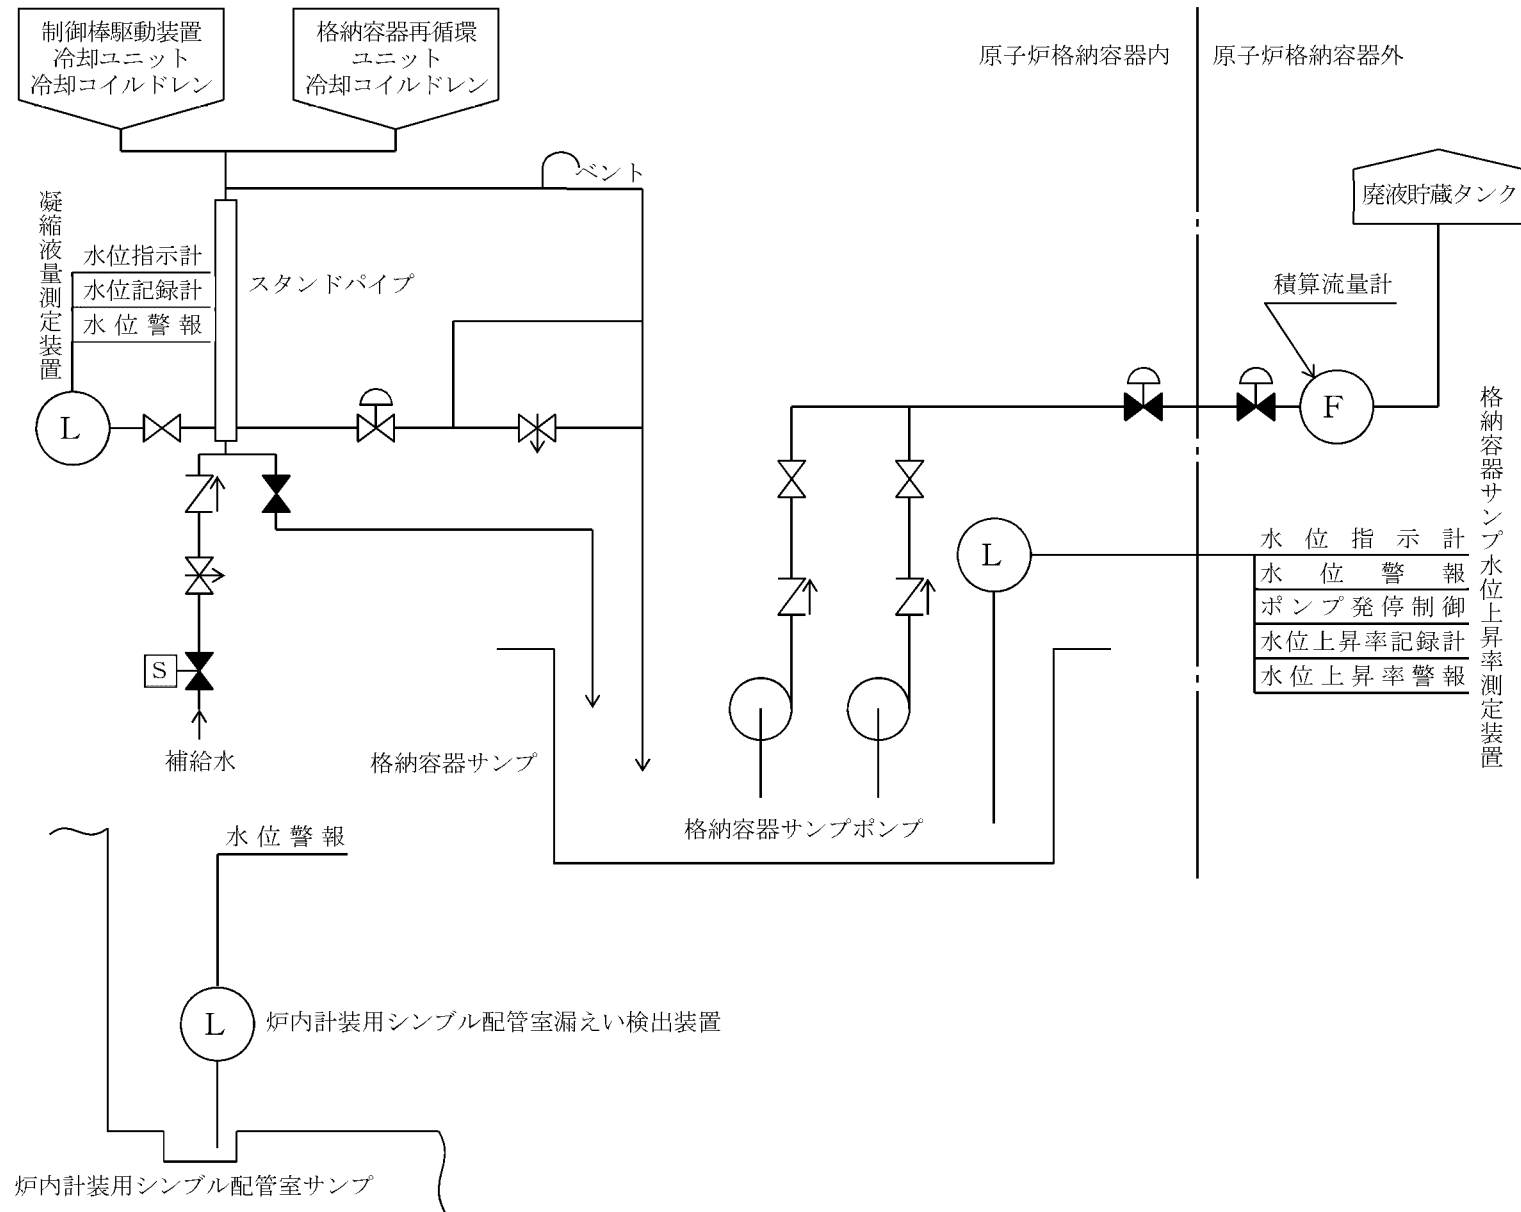 制御棒駆動装置
冷却ユニット
冷却コイルドレン
格納容器再循環
ユニット
冷却コイルドレン
原子炉格納容器内
原子炉格納容器外
ベント
廃液貯蔵タンク
凝縮液量測定装置
水位指示計
水位記録計
水位警報
スタンドパイプ
積算流量計
L
F
格納容器サンプ水位上昇率測定装置
L
水位指示計
水位警報
ポンプ発停制御
水位上昇率記録計
水位上昇率警報
S
補給水
格納容器サンプ
格納容器サンプポンプ
水位警報
L
炉内計装用シンブル配管室漏えい検出装置
炉内計装用シンブル配管室サンプ